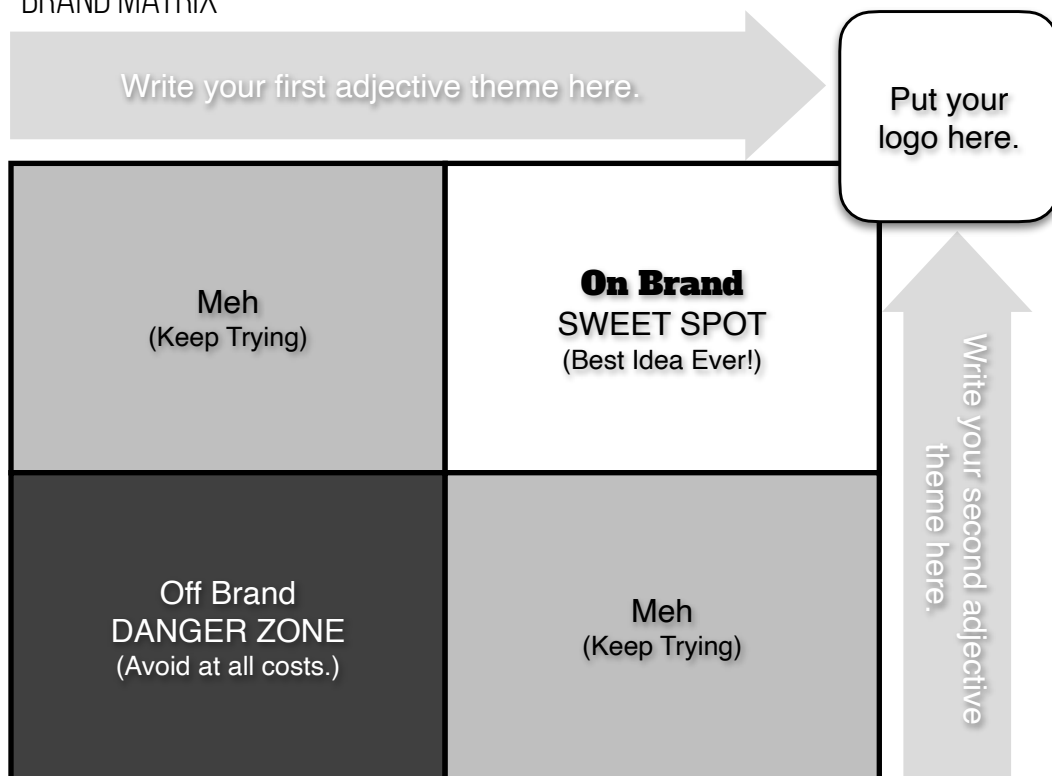 BRAND MATRIX
Write your first adjective theme here.
Put your
logo here.
Meh
(Keep Trying)
On Brand
SWEET SPOT
(Best Idea Ever!)
Write your second adjective
theme here.
Off Brand
DANGER ZONE
(Avoid at all costs.)
Meh
(Keep Trying)